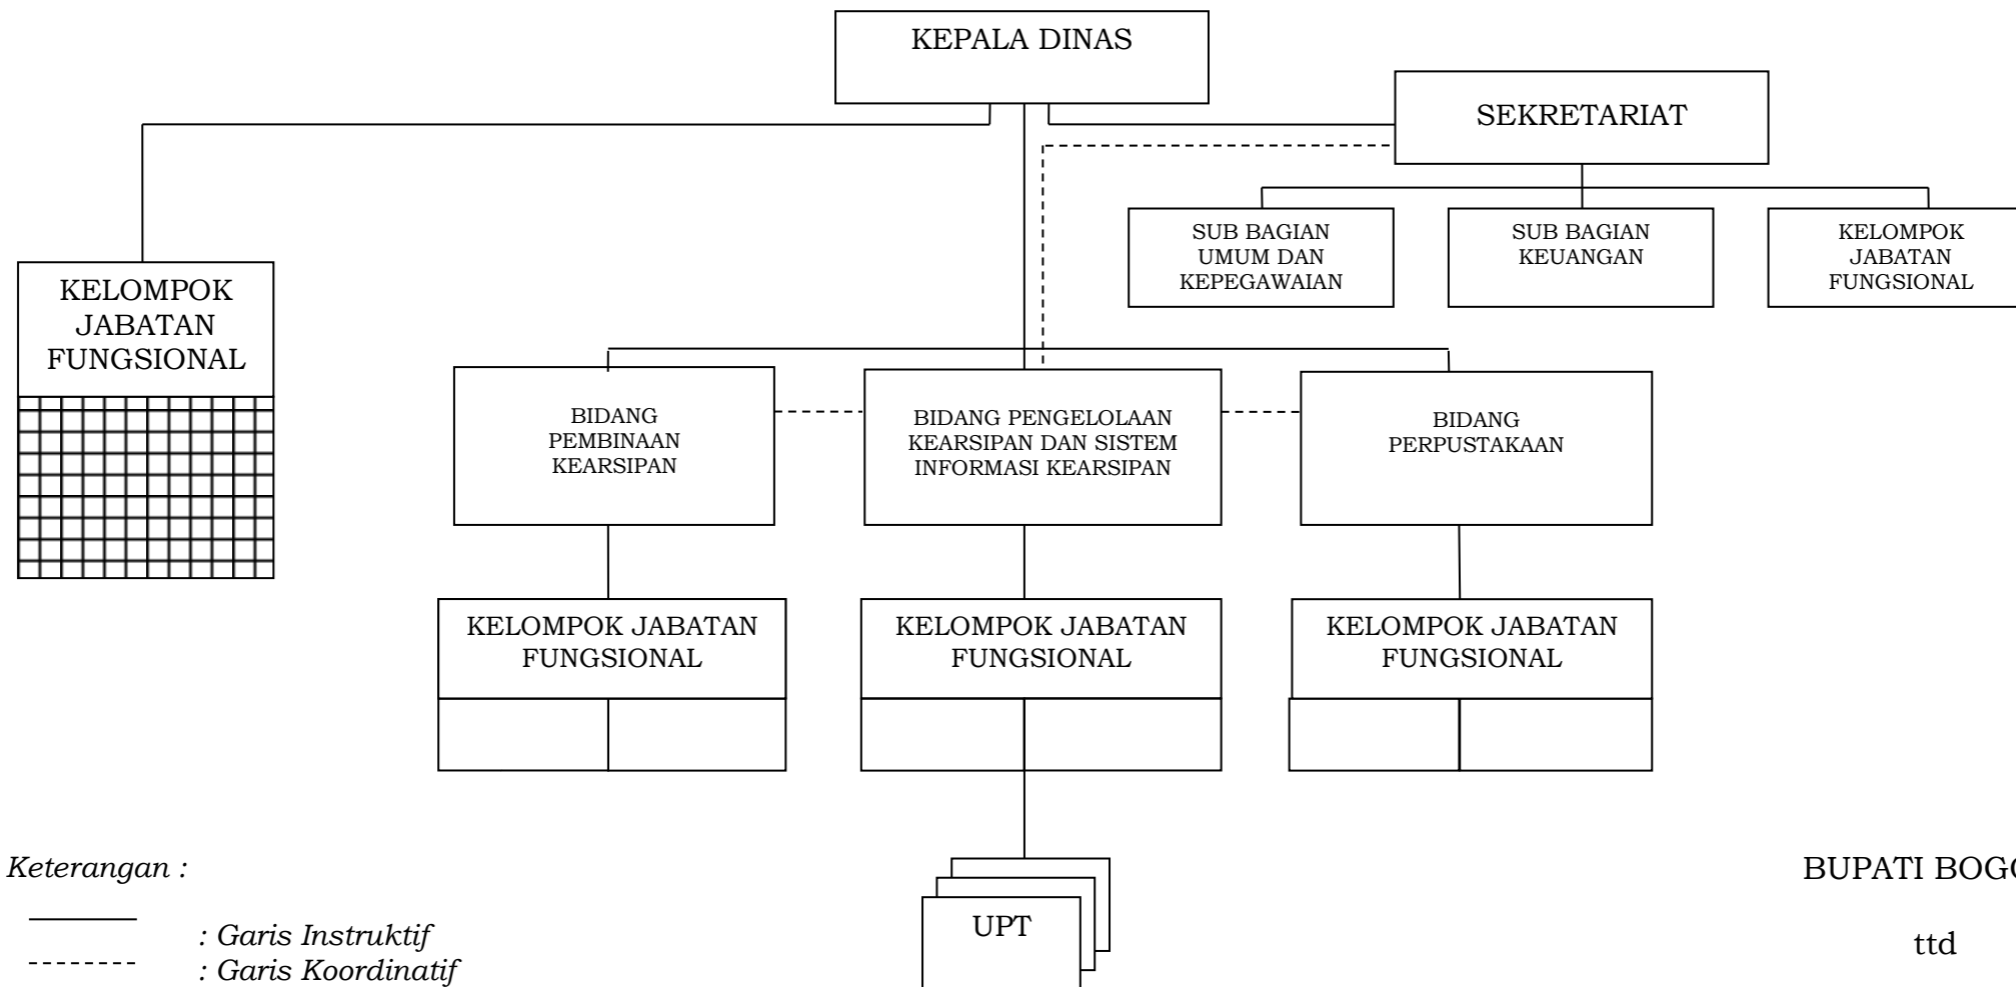 KEPALA DINAS
SEKRETARIAT
SUB BAGIAN
UMUM DAN
KEPEGAWAIAN
SUB BAGIAN
KEUANGAN
KELOMPOK
JABATAN
FUNGSIONAL
KELOMPOK
JABATAN
FUNGSIONAL
BIDANG
PEMBINAAN
KEARSIPAN
BIDANG PENGELOLAAN
KEARSIPAN DAN SISTEM
INFORMASI KEARSIPAN
BIDANG
PERPUSTAKAAN
KELOMPOK JABATAN
FUNGSIONAL
KELOMPOK JABATAN
FUNGSIONAL
KELOMPOK JABATAN
FUNGSIONAL
UPT
Keterangan :
: Garis Instruktif
: Garis Koordinatif
BUPATI
ttd